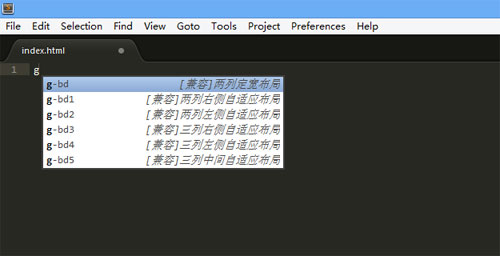 File Edit Selection Find View Goto Tools Project Preferences Help
index.html
1 g
g-bd [兼容]两列定宽布局
g-bd1 [兼容]两列右侧自适应布局
g-bd2 [兼容]两列左侧自适应布局
g-bd3 [兼容]三列右侧自适应布局
g-bd4 [兼容]三列左侧自适应布局
g-bd5 [兼容]三列中间自适应布局